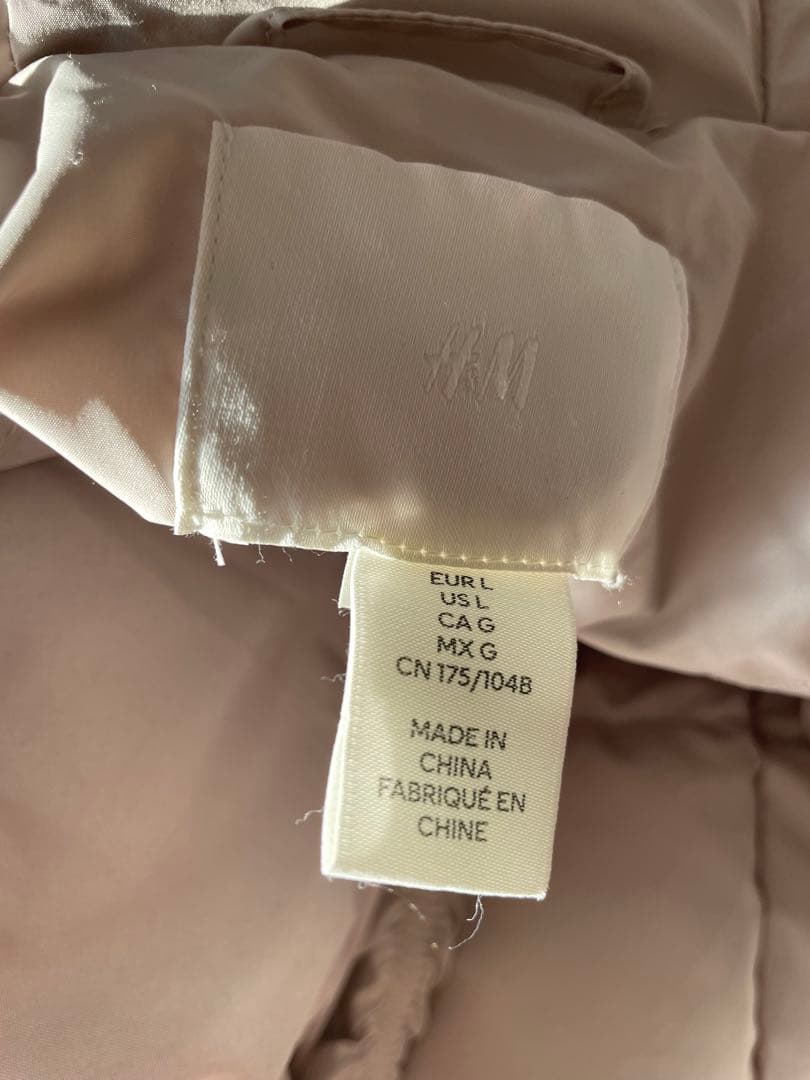 H&M
EUR L
US L
CA G
MX G
CN 175/104B
MADE IN
CHINA
FABRIQUÉ EN
CHINE